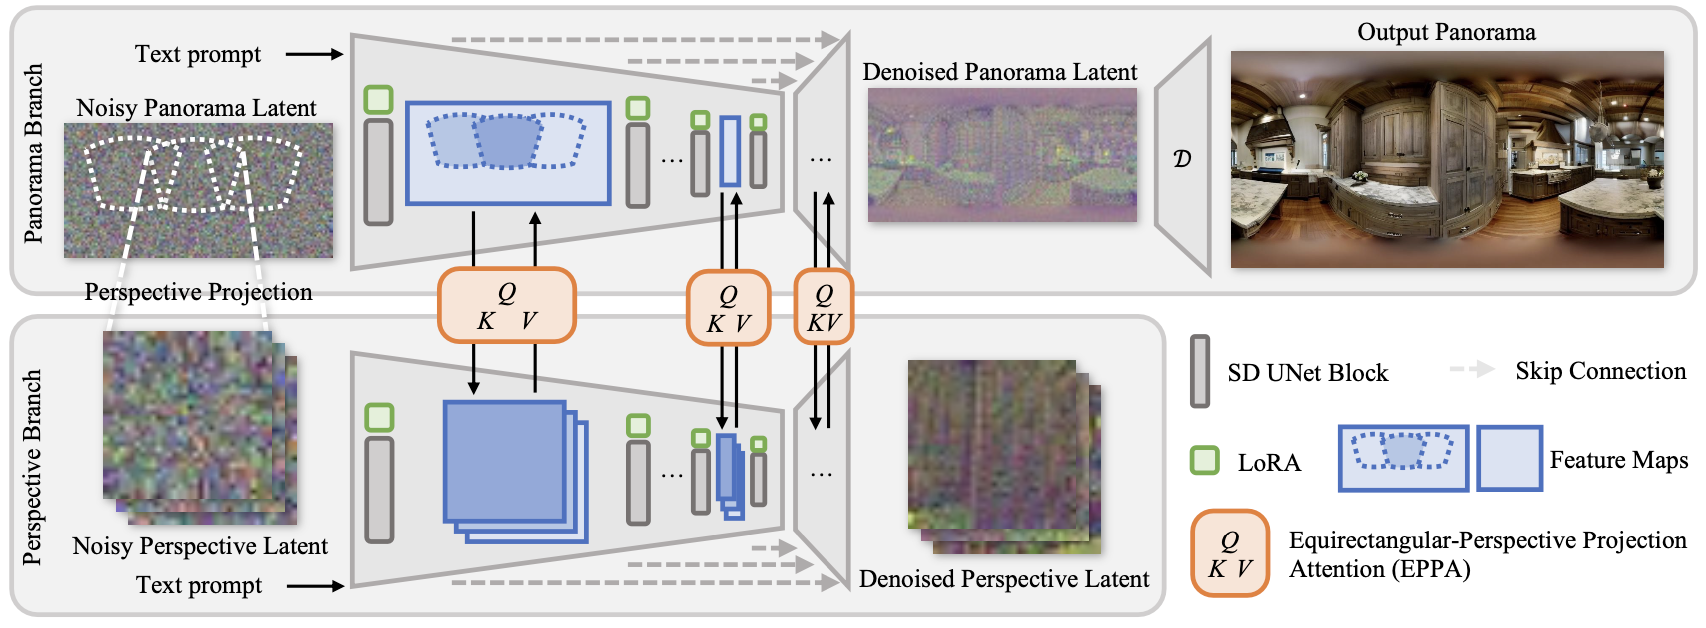 Panorama Branch
Text prompt
Noisy Panorama Latent
...
...
Denoised Panorama Latent
𝒟
Output Panorama
Perspective Projection
Q
K V
Q
K V
Q
KV
Perspective Branch
...
...
Noisy Perspective Latent
Text prompt
Denoised Perspective Latent
SD UNet Block
Skip Connection
LoRA
Feature Maps
Q
K V
Equirectangular-Perspective Projection
Attention (EPPA)